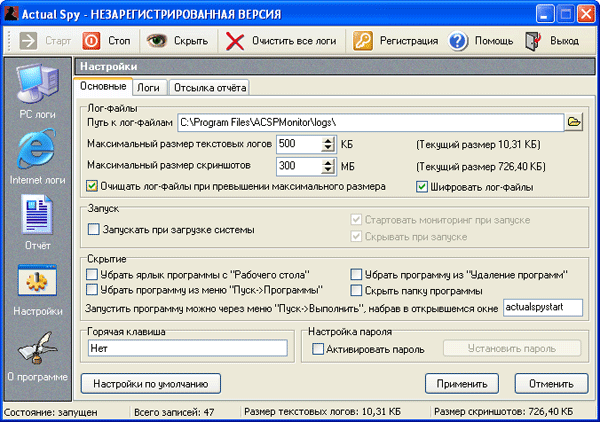 Actual Spy - НЕЗАРЕГИСТРИРОВАННАЯ ВЕРСИЯ
Старт Стоп Скрыть Очистить все логи Регистрация Помощь Выход
PC логи
Internet логи
Отчёт
Настройки
О программе
Настройки
Основные Логи Отсылка отчёта
Лог-файлы
Путь к лог-файлам C:\Program Files\ACSPMonitor\logs\
Максимальный размер текстовых логов 500 КБ (Текущий размер 10,31 КБ)
Максимальный размер скриншотов 300 МБ (Текущий размер 726,40 КБ)
Очищать лог-файлы при превышении максимального размера Шифровать лог-файлы
Запуск
Запускать при загрузке системы
Стартовать мониторинг при запуске
Скрывать при запуске
Скрытие
Убрать ярлык программы с "Рабочего стола" Убрать программу из "Удаление программ"
Убрать программу из меню "Пуск->Программы" Скрыть папку программы
Запустить программу можно через меню "Пуск->Выполнить", набрав в открывшемся окне actualspystart
Горячая клавиша
Нет
Настройка пароля
Активировать пароль Установить пароль
Настройки по умолчанию Применить Отменить
Состояние: запущен Всего записей: 47 Размер текстовых логов: 10,31 КБ Размер скриншотов: 726,40 КБ